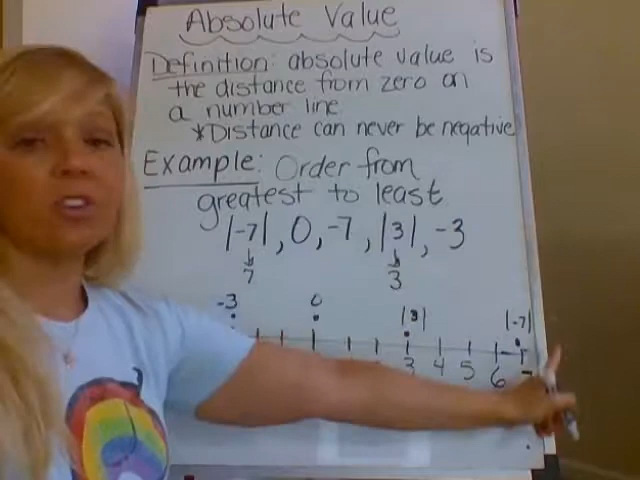 Absolute Value
Definition: absolute value is
the distance from zero on
a number line
*Distance can never be negative
Example: Order from
greatest to least
|-7|, 0, -7, |3|, -3
7 3
-3 0 |3| |-7|
3 4 5 6